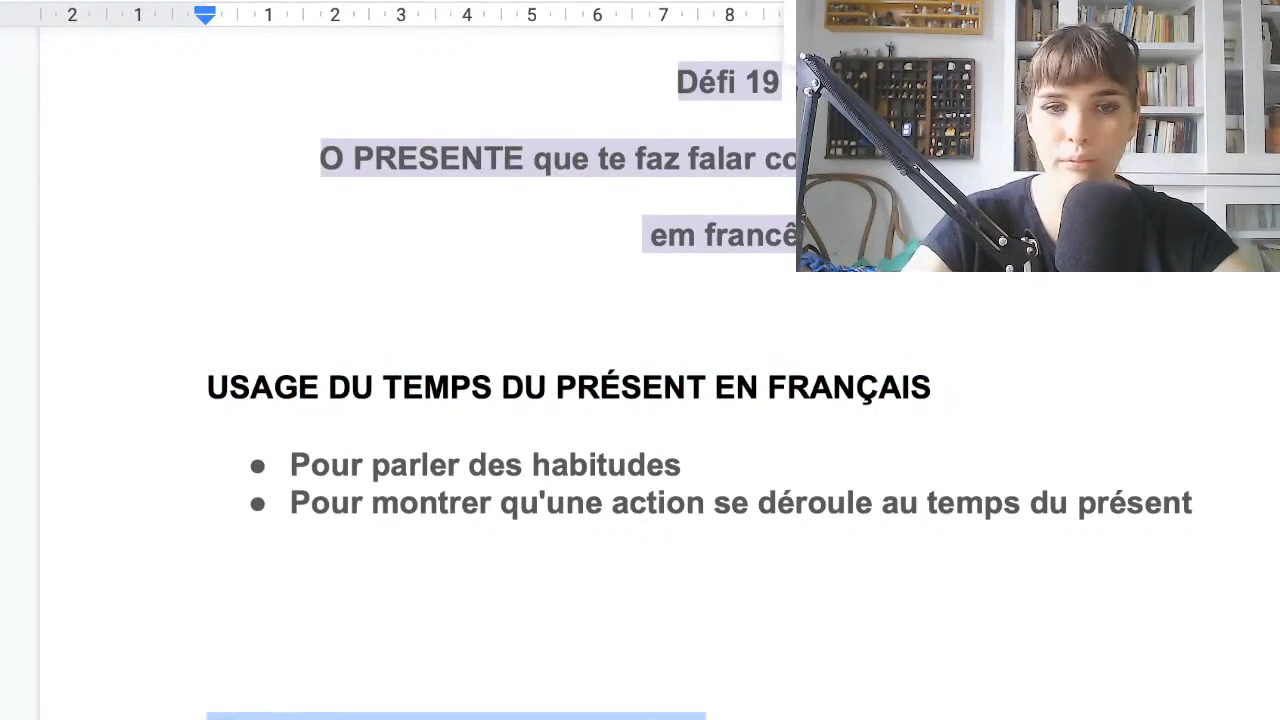 2 1 1 2 3 4 5 6 7 8
Défi 19
O PRESENTE que te faz falar
em
USAGE DU TEMPS DU PRÉSENT EN FRANÇAIS
● Pour parler des habitudes
● Pour montrer qu'une action se déroule au temps du présent